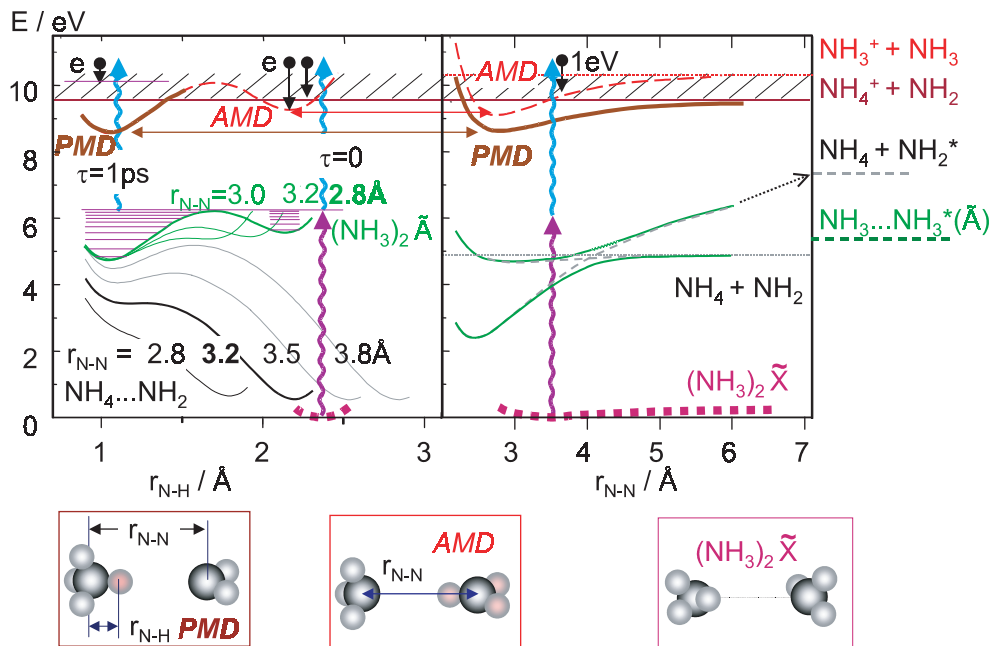 E / eV
10
8
6
4
2
0
e
e
AMD
PMD
τ=1ps
τ=0
r_N-N=3.0 3.2 2.8Å
(NH₃)₂ Ã
r_N-N = 2.8 3.2 3.5 3.8Å
NH₄...NH₂
1 2 3
r_N-H / Å
1eV
AMD
PMD
NH₄ + NH₂
(NH₃)₂ X̃
3 4 5 6 7
r_N-N / Å
NH₃⁺ + NH₃
NH₄⁺ + NH₂
NH₄ + NH₂*
NH₃...NH₃*(Ã)
r_N-N
r_N-H
PMD
AMD
r_N-N
(NH₃)₂ X̃